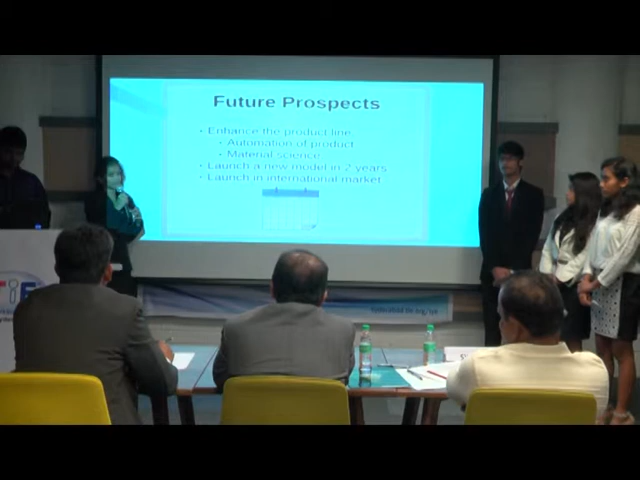 Future Prospects
Enhance the product line
Automation of product
Material science
Launch a new model in 2 years
Launch in international market
TiE